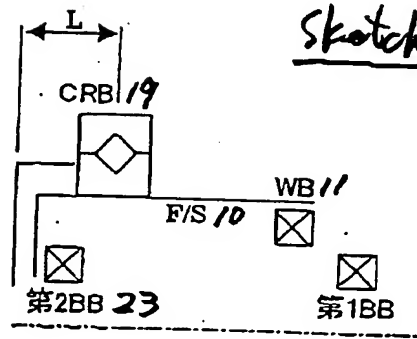 Sketch
L
CRB 19
WB 11
F/S 10
第2BB 23
第1BB